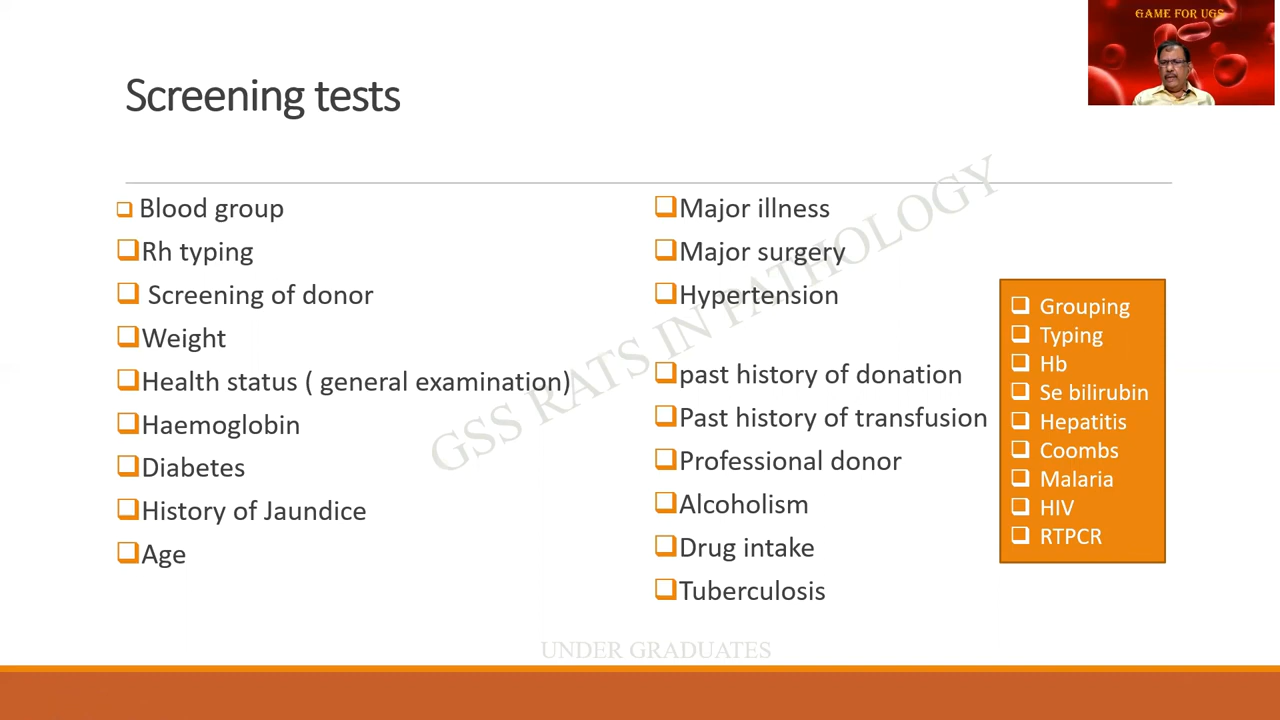 GAME FOR UGS
Screening tests
Blood group
Rh typing
Screening of donor
Weight
Health status ( general examination)
Haemoglobin
Diabetes
History of Jaundice
Age
Major illness
Major surgery
Hypertension
past history of donation
Past history of transfusion
Professional donor
Alcoholism
Drug intake
Tuberculosis
Grouping
Typing
Hb
Se bilirubin
Hepatitis
Coombs
Malaria
HIV
RTPCR
GSS RATS IN PATHOLOGY
UNDER GRADUATES